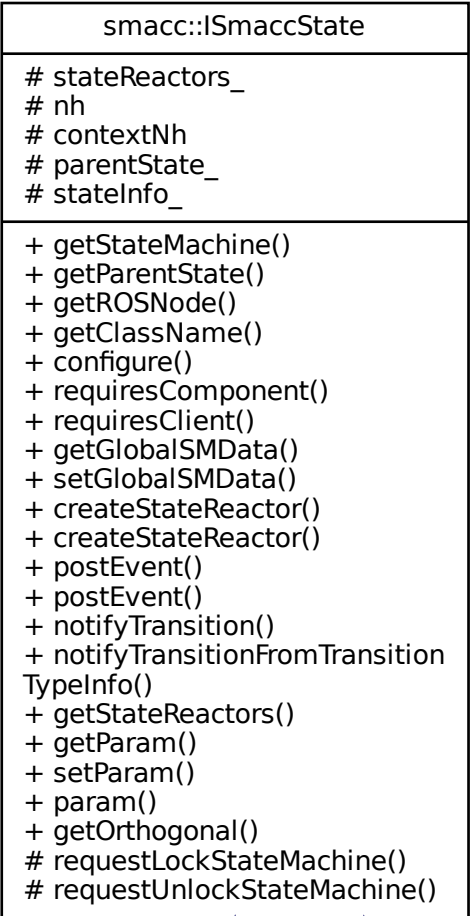 smacc::ISmaccState
# stateReactors_
# nh
# contextNh
# parentState_
# stateInfo_
+ getStateMachine()
+ getParentState()
+ getROSNode()
+ getClassName()
+ configure()
+ requiresComponent()
+ requiresClient()
+ getGlobalSMData()
+ setGlobalSMData()
+ createStateReactor()
+ createStateReactor()
+ postEvent()
+ postEvent()
+ notifyTransition()
+ notifyTransitionFromTransition
TypeInfo()
+ getStateReactors()
+ getParam()
+ setParam()
+ param()
+ getOrthogonal()
# requestLockStateMachine()
# requestUnlockStateMachine()